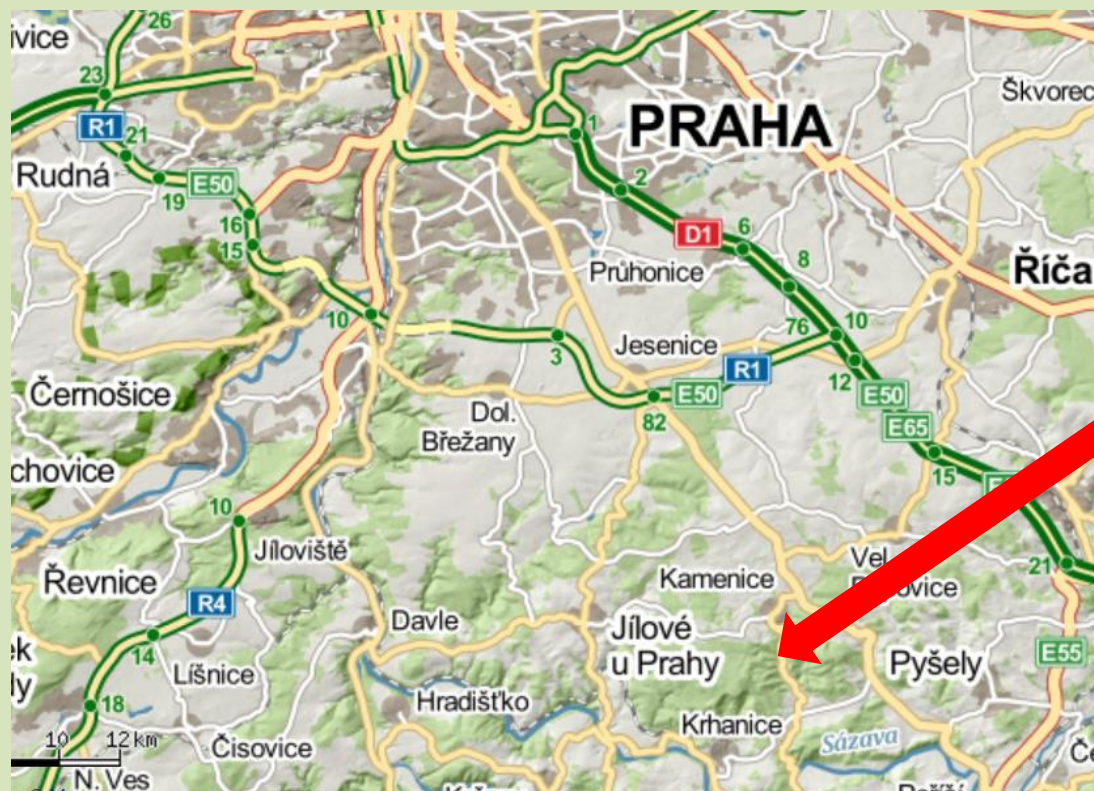 26
ivice
23
Škvorec
R1
1
PRAHA
21
Rudná
E50
19
2
16
D1
6
15
Průhonice
8
Říča
10
76
10
Jesenice
3
R1
12
Černošice
E50
E50
Dol.
Břežany
82
E65
chovice
15
10
Jíloviště
Vel.
21
Řevnice
Kamenice
R4
Davle
Jílové
u Prahy
14
Pyšely
E55
Líšnice
Hradišťko
18
Krhanice
10
12 km
Čisovice
Sázava
N. Ves